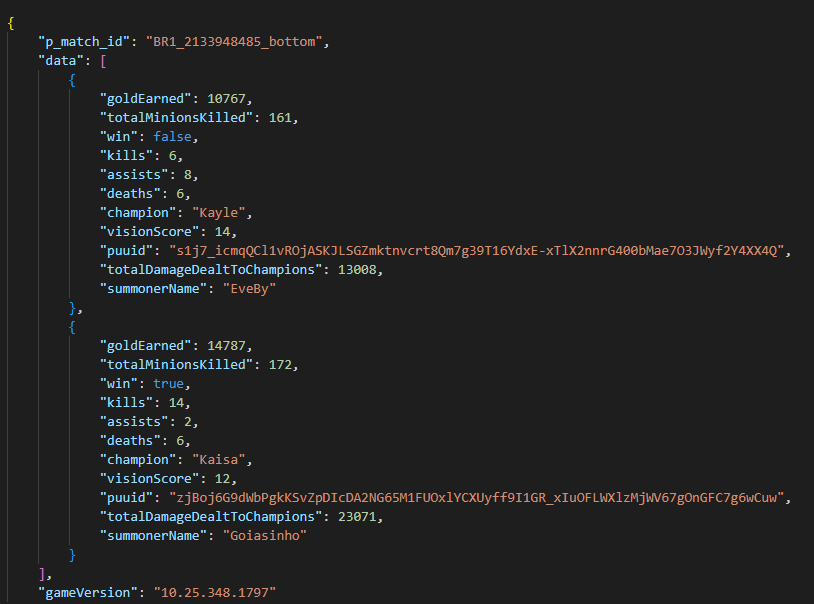 {
"p_match_id": "BR1_2133948485_bottom",
"data": [
{
"goldEarned": 10767,
"totalMinionsKilled": 161,
"win": false,
"kills": 6,
"assists": 8,
"deaths": 6,
"champion": "Kayle",
"visionScore": 14,
"puuid": "s1j7_icmqQCl1vROjASKJLSGZmktnvcrt8Qm7g39T16YdxE-xTlX2nnrG400bMae7O3JWyf2Y4XX4Q",
"totalDamageDealtToChampions": 13008,
"summonerName": "EveBy"
},
{
"goldEarned": 14787,
"totalMinionsKilled": 172,
"win": true,
"kills": 14,
"assists": 2,
"deaths": 6,
"champion": "Kaisa",
"visionScore": 12,
"puuid": "zjBoj6G9dWbPgkKSvZpDIcDA2NG65M1FUOxlYCXUyff9I1GR_xIuOFLWXlzMjWV67gOnGFC7g6wCuw",
"totalDamageDealtToChampions": 23071,
"summonerName": "Goiasinho"
}
],
"gameVersion": "10.25.348.1797"